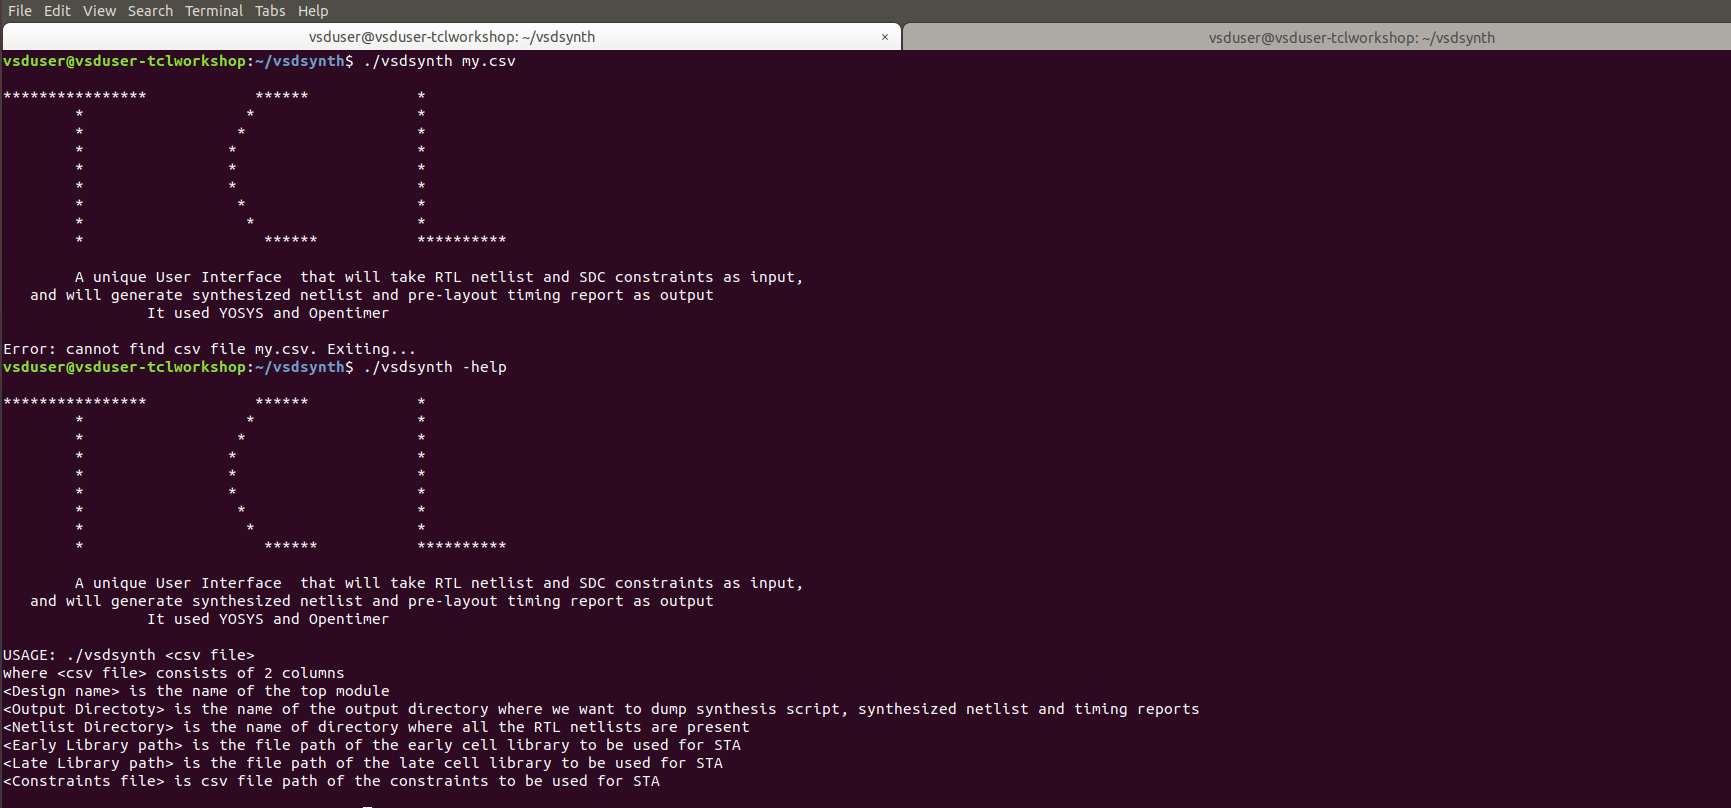 File Edit View Search Terminal Tabs Help
vsduser@vsduser-tclworkshop: ~/vsdsynth × vsduser@vsduser-tclworkshop: ~/vsdsynth
vsduser@vsduser-tclworkshop:~/vsdsynth$ ./vsdsynth my.csv
****************            ******            *
        *                  *                  *
        *                 *                   *
        *                *                    *
        *                *                    *
        *                *                    *
        *                 *                   *
        *                  *                  *
        *                    ******           **********
        A unique User Interface  that will take RTL netlist and SDC constraints as input,
   and will generate synthesized netlist and pre-layout timing report as output
                It used YOSYS and Opentimer
Error: cannot find csv file my.csv. Exiting...
vsduser@vsduser-tclworkshop:~/vsdsynth$ ./vsdsynth -help
****************            ******            *
        *                  *                  *
        *                 *                   *
        *                *                    *
        *                *                    *
        *                *                    *
        *                 *                   *
        *                  *                  *
        *                    ******           **********
        A unique User Interface  that will take RTL netlist and SDC constraints as input,
   and will generate synthesized netlist and pre-layout timing report as output
                It used YOSYS and Opentimer
USAGE: ./vsdsynth <csv file>
where <csv file> consists of 2 columns
<Design name> is the name of the top module
<Output Directoty> is the name of the output directory where we want to dump synthesis script, synthesized netlist and timing reports
<Netlist Directory> is the name of directory where all the RTL netlists are present
<Early Library path> is the file path of the early cell library to be used for STA
<Late Library path> is the file path of the late cell library to be used for STA
<Constraints file> is csv file path of the constraints to be used for STA